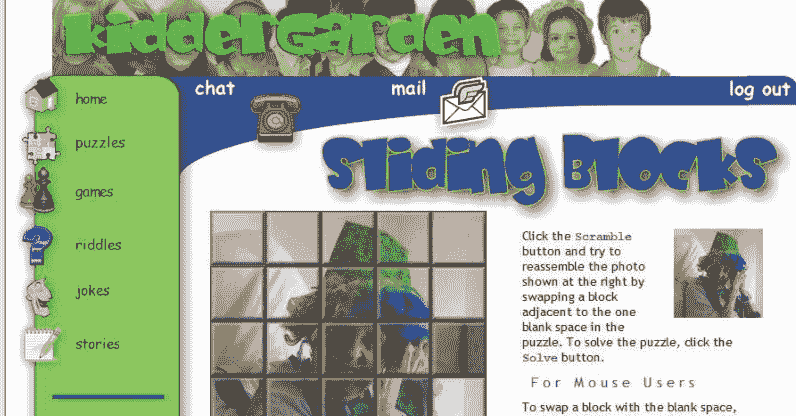 kiddergarden
chat
mail
log out
home
puzzles
games
riddles
jokes
stories
Sliding Blocks
Click the Scramble
button and try to
reassemble the photo
shown at the right by
swapping a block
adjacent to the one
blank space in the
puzzle. To solve the puzzle, click the
Solve button.
For Mouse Users
To swap a block with the blank space,